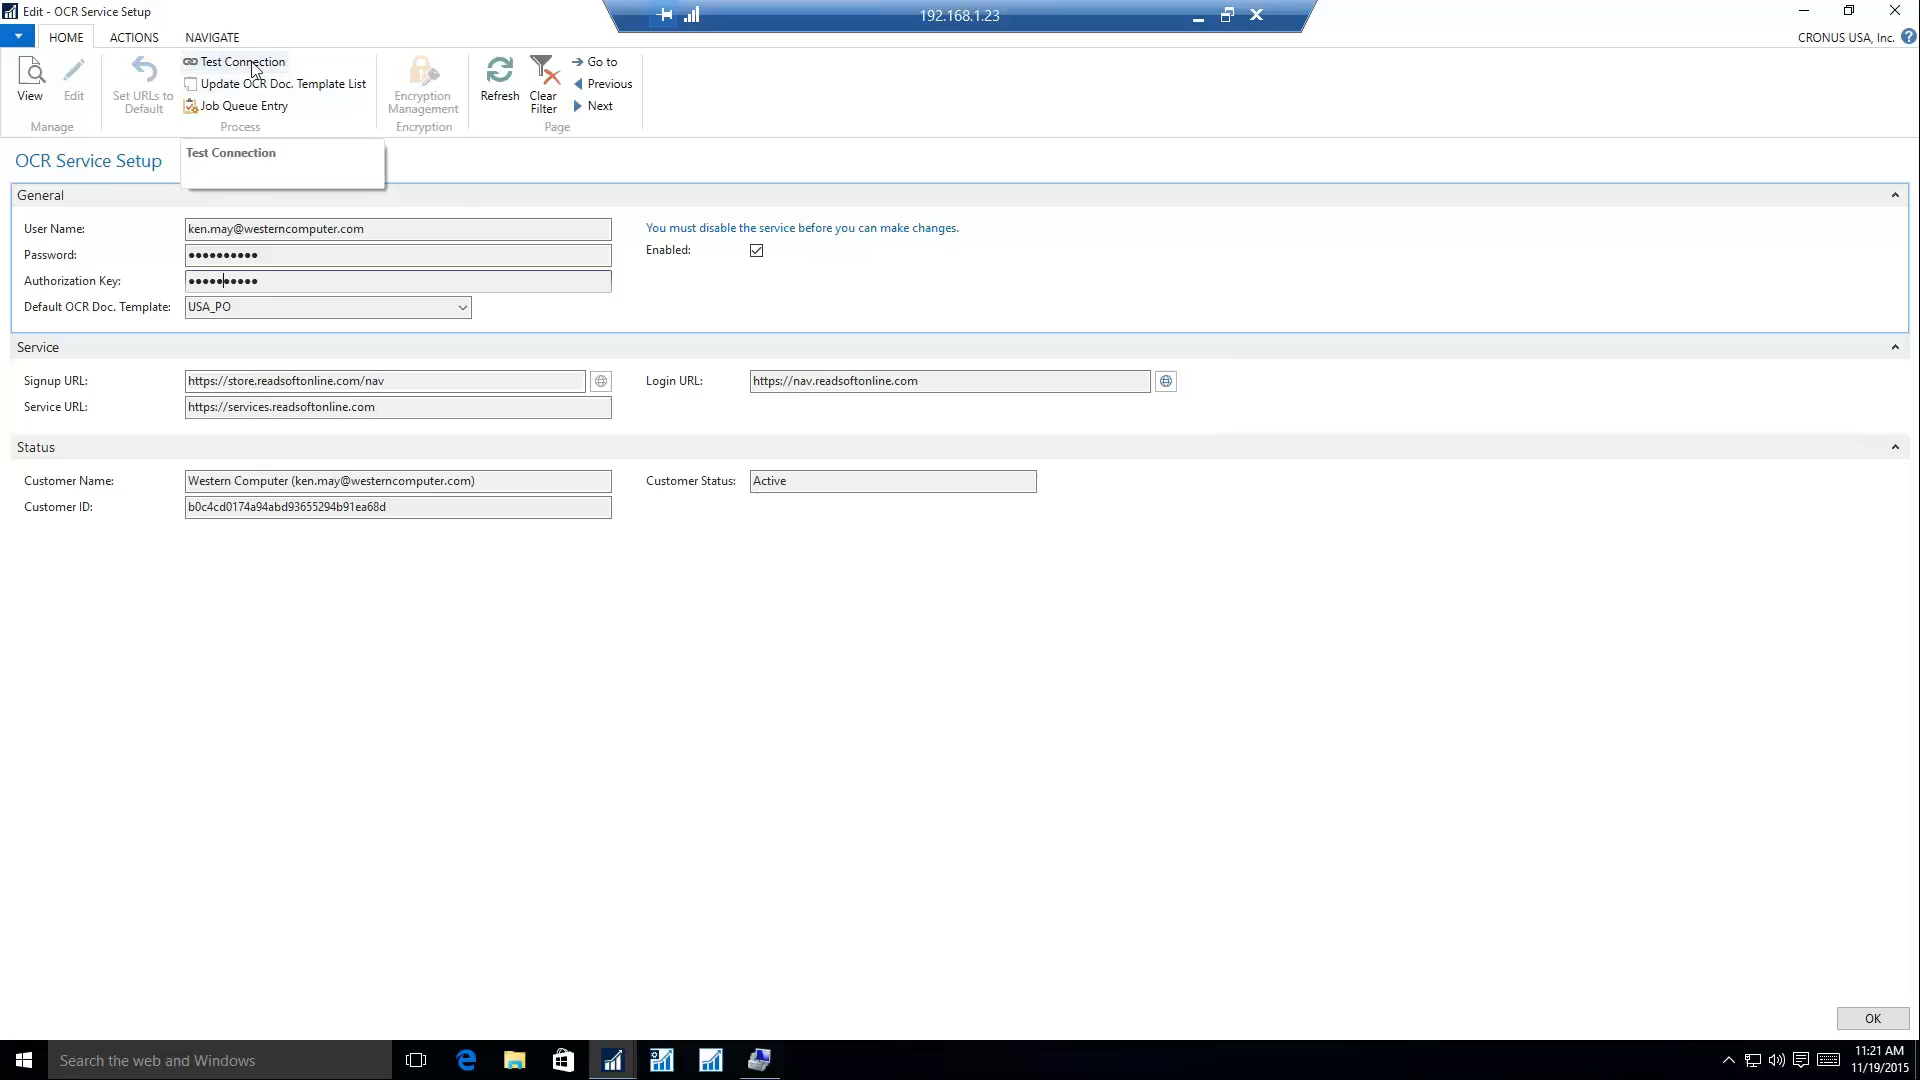 Edit - OCR Service Setup
192.168.1.23
HOME ACTIONS NAVIGATE
CRONUS USA, Inc. ?
View
Edit
Manage
Set URLs to Default
Test Connection
Update OCR Doc. Template List
Job Queue Entry
Process
Encryption Management
Encryption
Refresh
Clear Filter
Go to
Previous
Next
Page
Test Connection
OCR Service Setup
General
User Name: ken.may@westerncomputer.com
You must disable the service before you can make changes.
Password: ●●●●●●●●●●
Enabled:
Authorization Key: ●●●●●●●●●●
Default OCR Doc. Template: USA_PO
Service
Signup URL: https://store.readsoftonline.com/nav
Login URL: https://nav.readsoftonline.com
Service URL: https://services.readsoftonline.com
Status
Customer Name: Western Computer (ken.may@westerncomputer.com)
Customer Status: Active
Customer ID: b0c4cd0174a94abd93655294b91ea68d
OK
Search the web and Windows
11:21 AM
11/19/2015